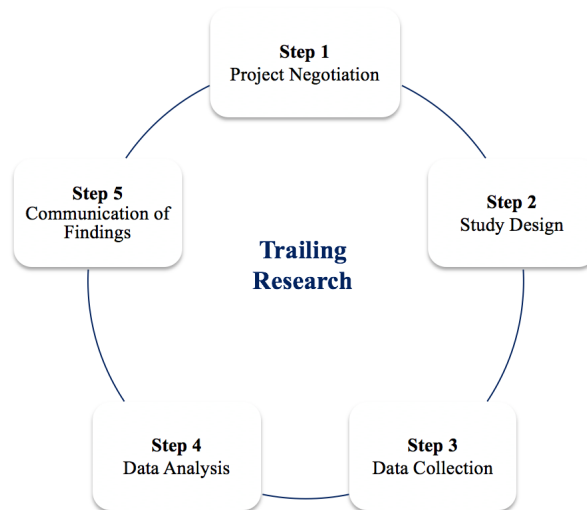 Step 1
Project Negotiation
Step 2
Study Design
Step 3
Data Collection
Step 4
Data Analysis
Step 5
Communication of
Findings
Trailing
Research